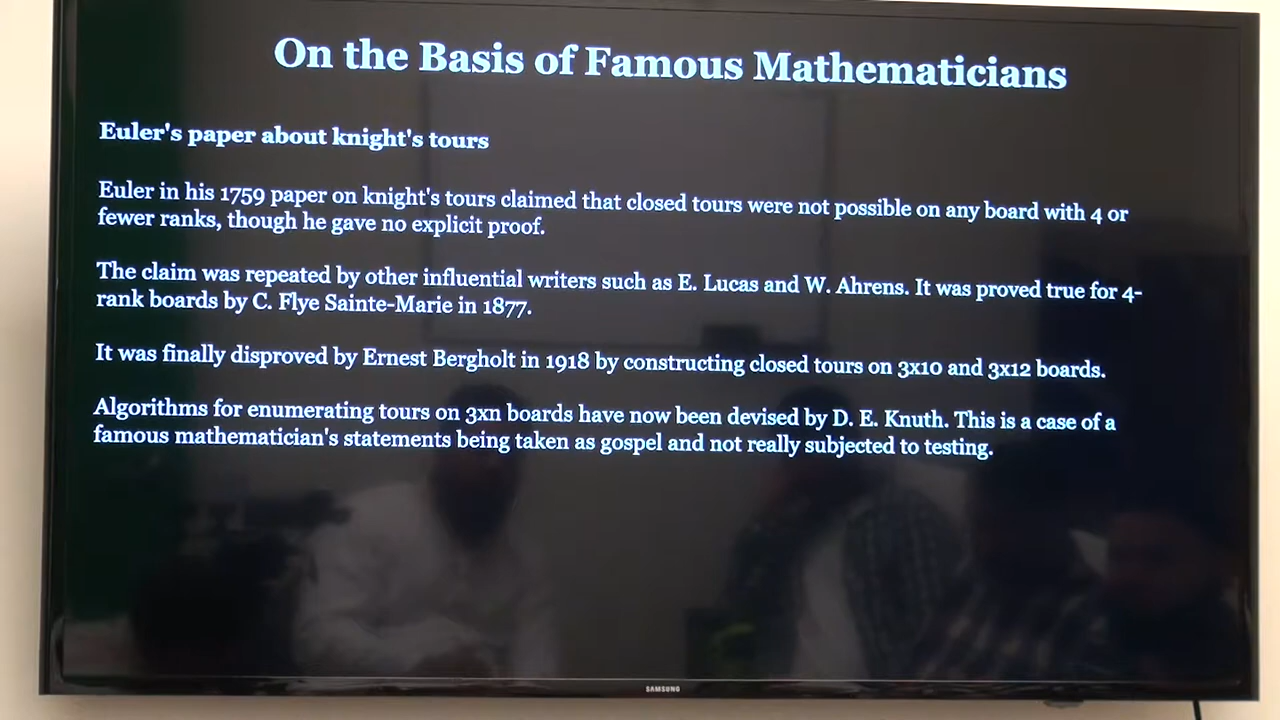 On the Basis of Famous Mathematicians
Euler's paper about knight's tours
Euler in his 1759 paper on knight's tours claimed that closed tours were not possible on any board with 4 or
fewer ranks, though he gave no explicit proof.
The claim was repeated by other influential writers such as E. Lucas and W. Ahrens. It was proved true for 4-
rank boards by C. Flye Sainte-Marie in 1877.
It was finally disproved by Ernest Bergholt in 1918 by constructing closed tours on 3x10 and 3x12 boards.
Algorithms for enumerating tours on 3xn boards have now been devised by D. E. Knuth. This is a case of a
famous mathematician's statements being taken as gospel and not really subjected to testing.
SAMSUNG